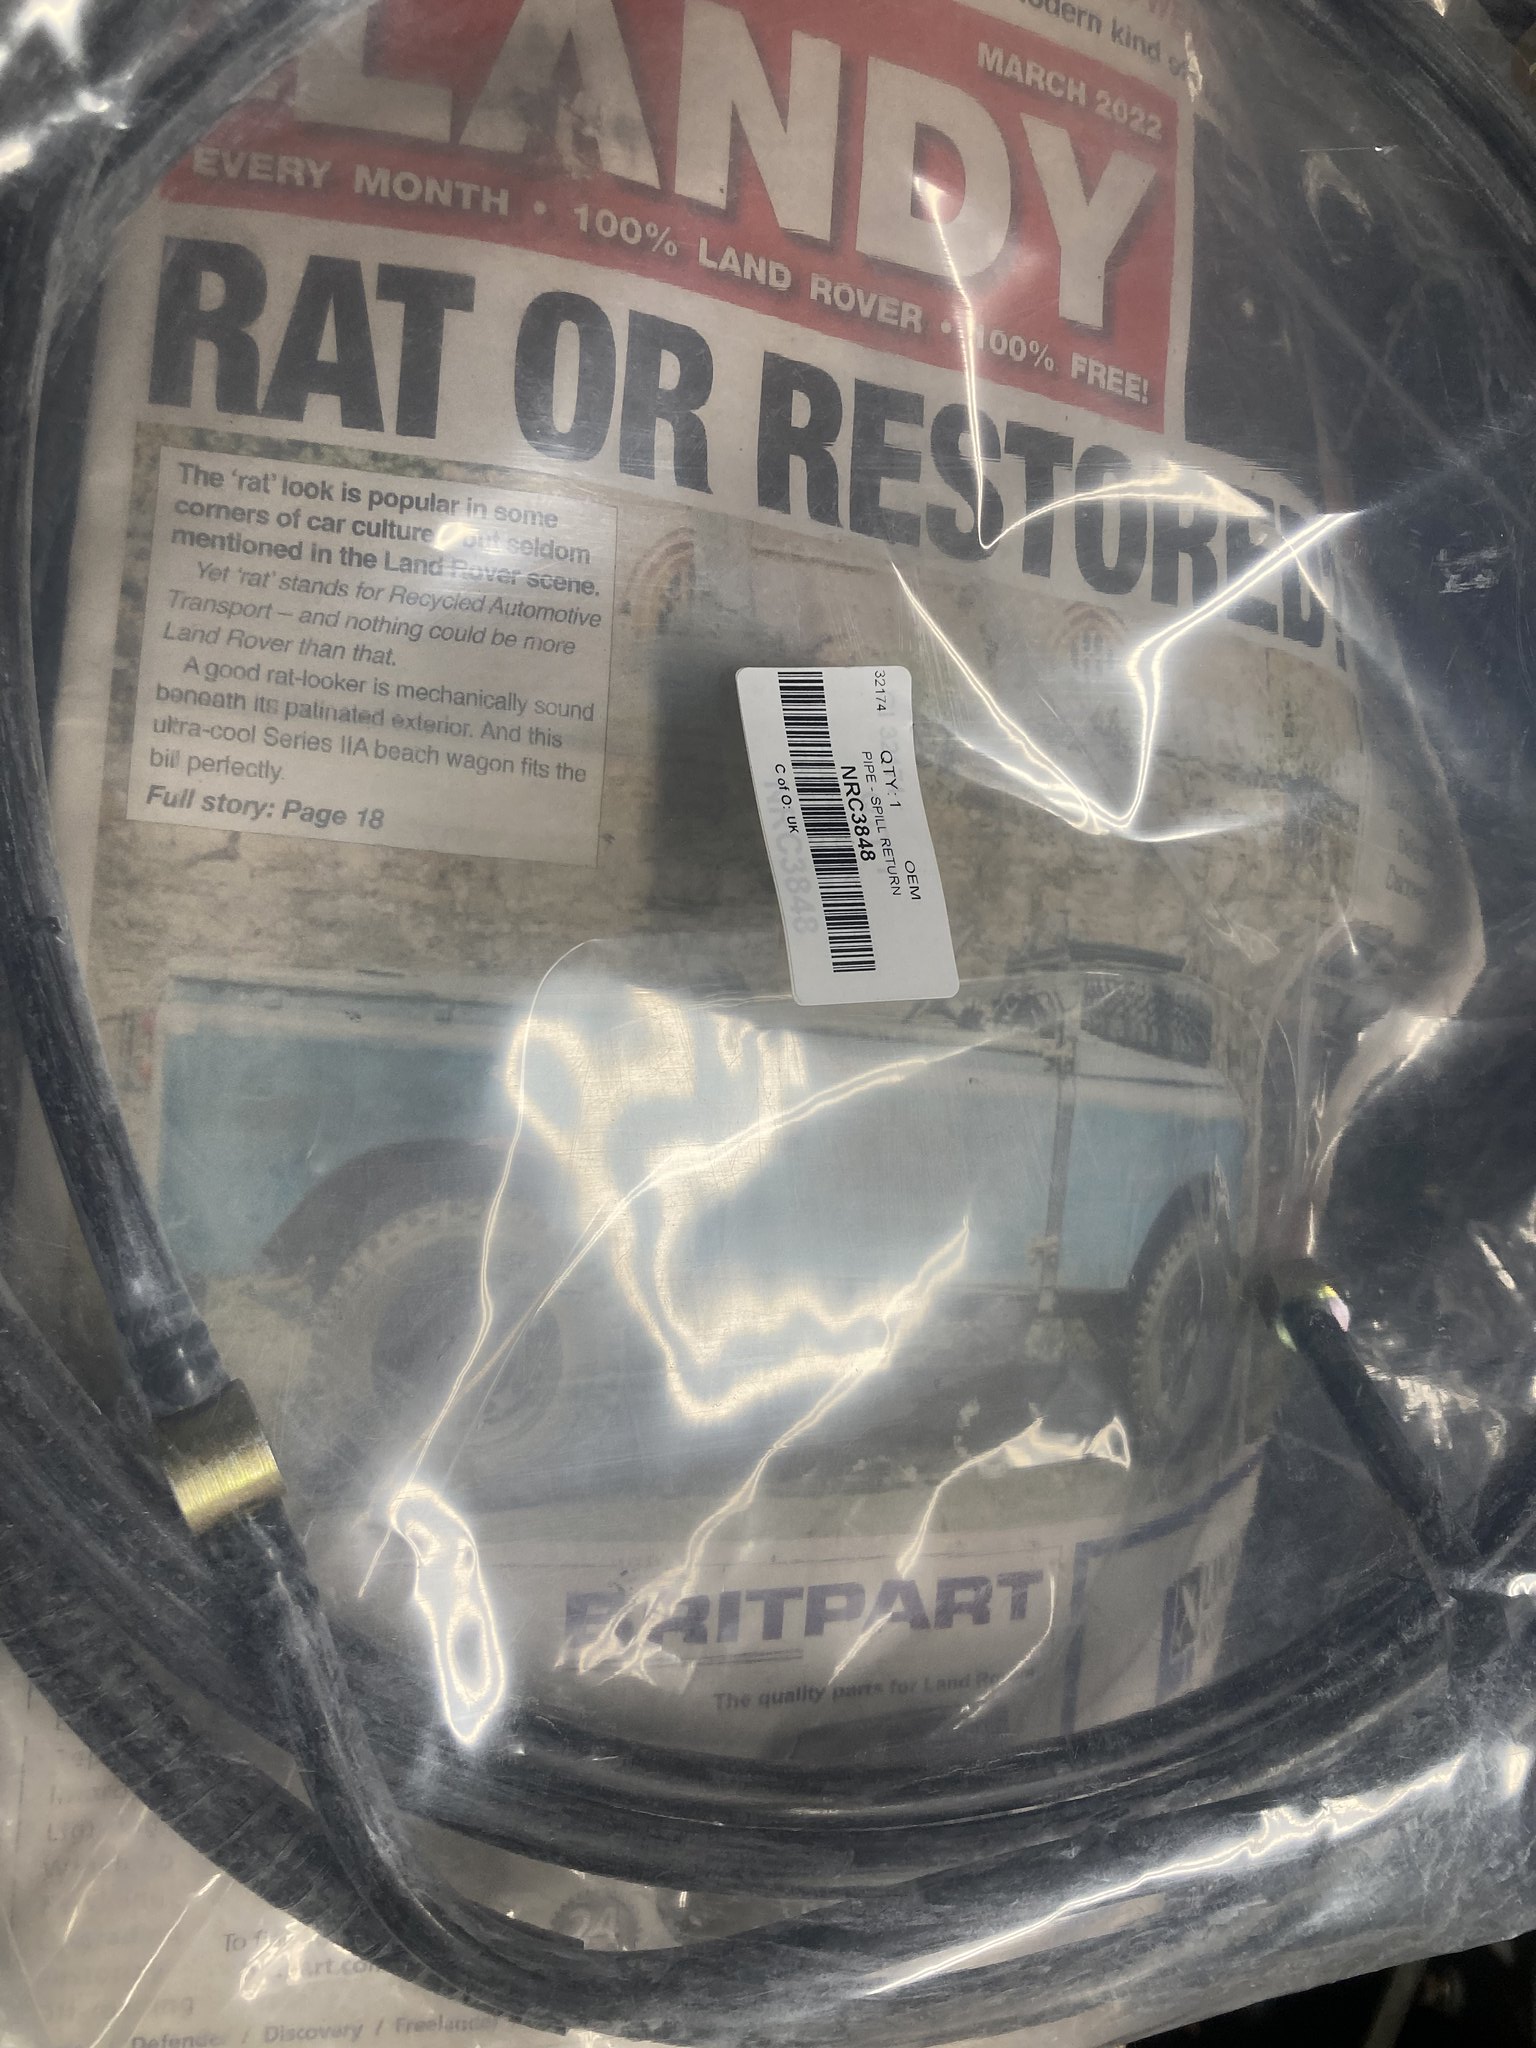 odern kind
MARCH 2022
LANDY
EVERY MONTH • 100% LAND ROVER • 100% FREE!
RAT OR RESTORED
The 'rat' look is popular in some
corners of car culture but seldom
mentioned in the Land Rover scene.
Yet 'rat' stands for Recycled Automotive
Transport – and nothing could be more
Land Rover than that.
A good rat-looker is mechanically sound
beneath its patinated exterior. And this
ultra-cool Series IIA beach wagon fits the
bill perfectly.
Full story: Page 18
32174
QTY: 1 OEM
PIPE - SPILL RETURN
NRC3848
C of O: UK
BRITPART
The quality parts for Land
To
Defender / Discovery / Freelander